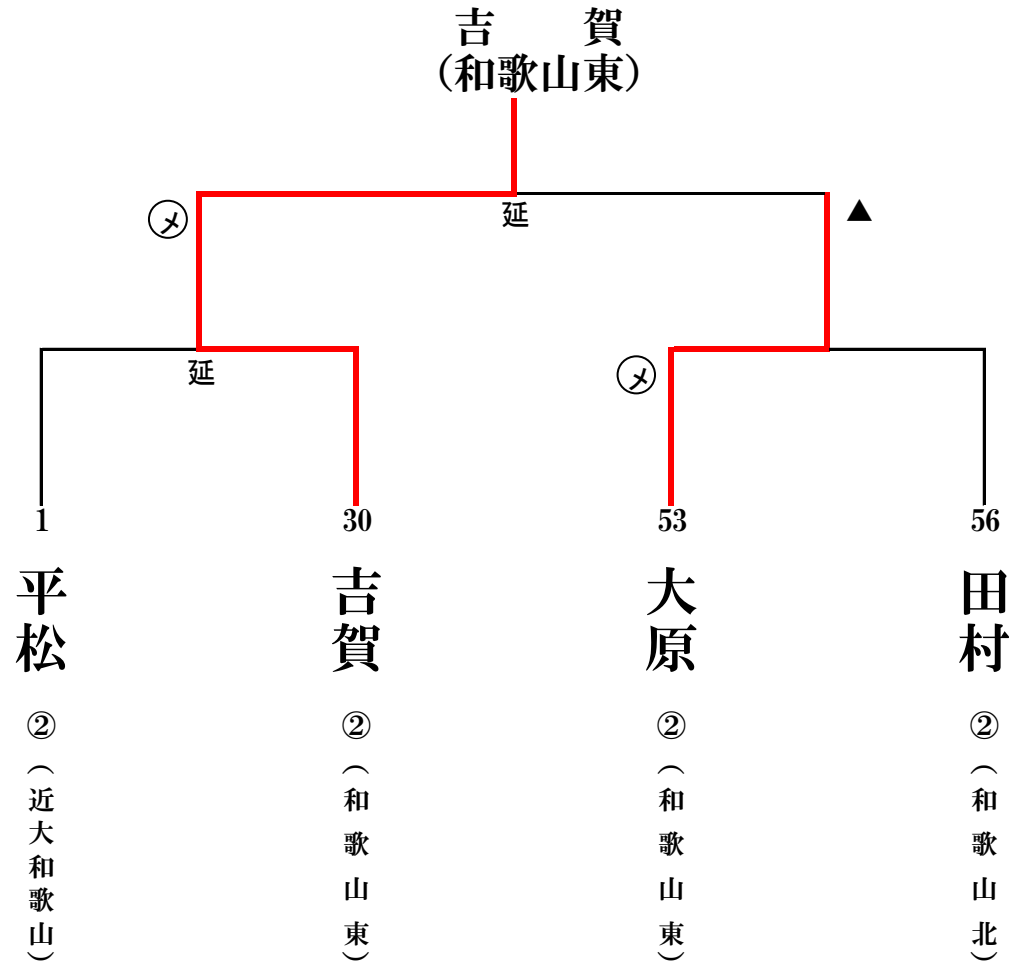 吉 賀
(和歌山東)
㋱ 延 ▲
延 ㋱
1 30 53 56
平松 ② (近大和歌山)
吉賀 ② (和歌山東)
大原 ② (和歌山東)
田村 ② (和歌山北)